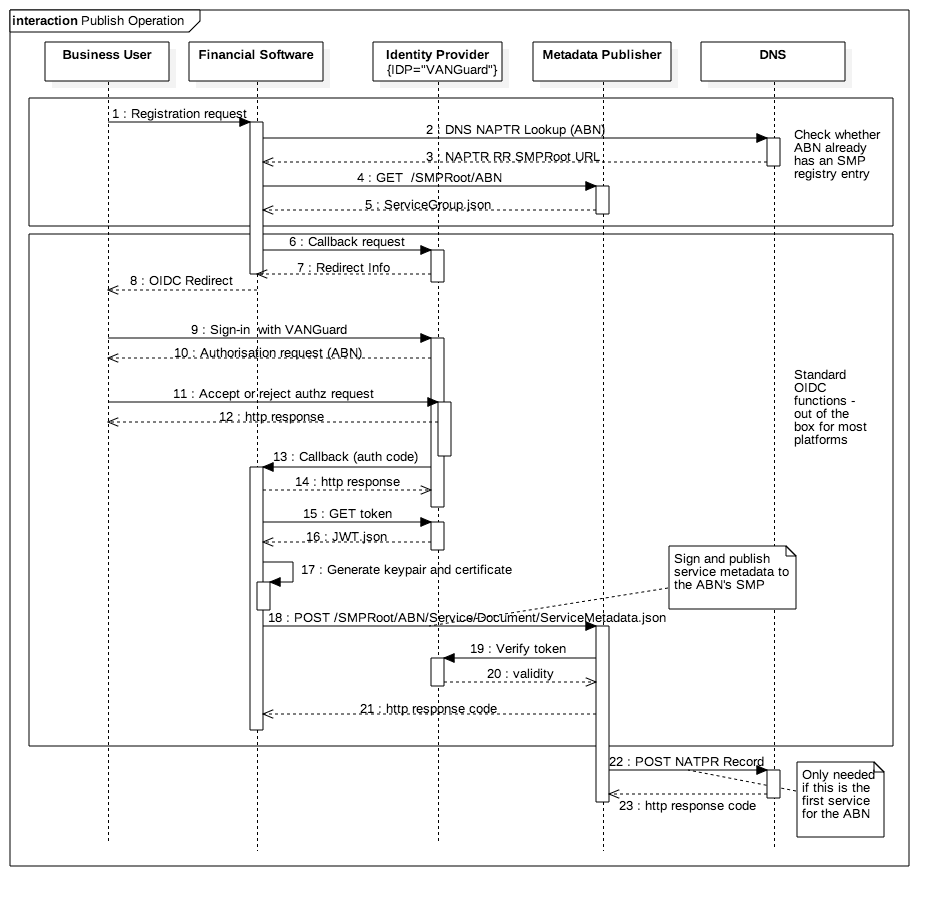 interaction Publish Operation
Business User
Financial Software
Identity Provider
{IDP="VANGuard"}
Metadata Publisher
DNS
1 : Registration request
2 : DNS NAPTR Lookup (ABN)
3 : NAPTR RR SMPRoot URL
4 : GET  /SMPRoot/ABN
5 : ServiceGroup.json
Check whether
ABN already
has an SMP
registry entry
6 : Callback request
7 : Redirect Info
8 : OIDC Redirect
9 : Sign-in  with VANGuard
10 : Authorisation request (ABN)
11 : Accept or reject authz request
12 : http response
Standard
OIDC
functions -
out of the
box for most
platforms
13 : Callback (auth code)
14 : http response
15 : GET token
16 : JWT.json
17 : Generate keypair and certificate
Sign and publish
service metadata to
the ABN's SMP
18 : POST /SMPRoot/ABN/Service/Document/ServiceMetadata.json
19 : Verify token
20 : validity
21 : http response code
22 : POST NATPR Record
23 : http response code
Only needed
if this is the
first service
for the ABN